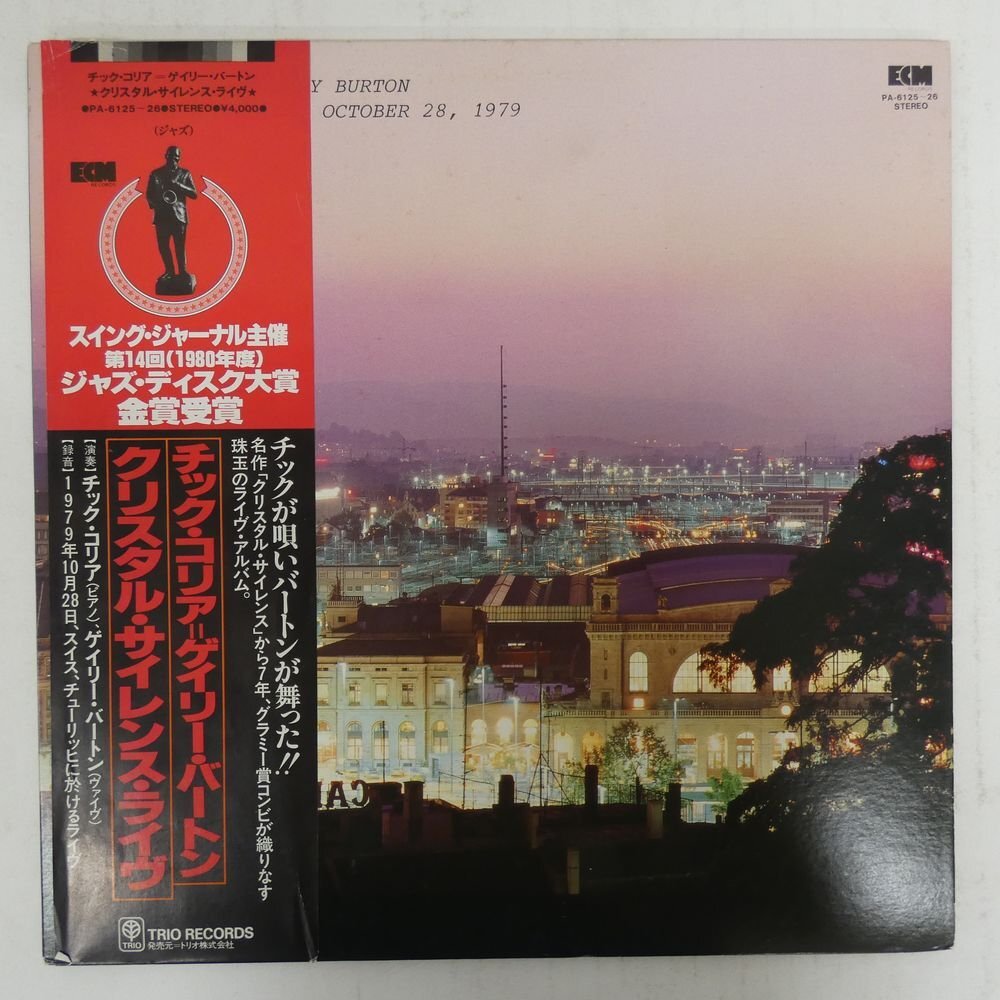 チック・コリア=ゲイリー・バートン
★クリスタル・サイレンス・ライヴ★
●PA-6125~26●STEREO●¥4,000●
(ジャズ)
ECM
RECORDS
スイング・ジャーナル主催
第14回(1980年度)
ジャズ・ディスク大賞
金賞受賞
チックが唄いバートンが舞った!!
名作「クリスタル・サイレンス」から7年、グラミー賞コンビが織りなす
珠玉のライヴ・アルバム。
チック・コリア=ゲイリー・バートン
クリスタル・サイレンス・ライヴ
【演奏】チック・コリア(ピアノ)、ゲイリー・バートン(ヴァイヴ)
【録音】1979年10月28日、スイス、チューリッヒにおけるライヴ
TRIO
TRIO RECORDS
発売元=トリオ株式会社
Y BURTON
OCTOBER 28, 1979
ECM
RECORDS
PA-6125~26
STEREO